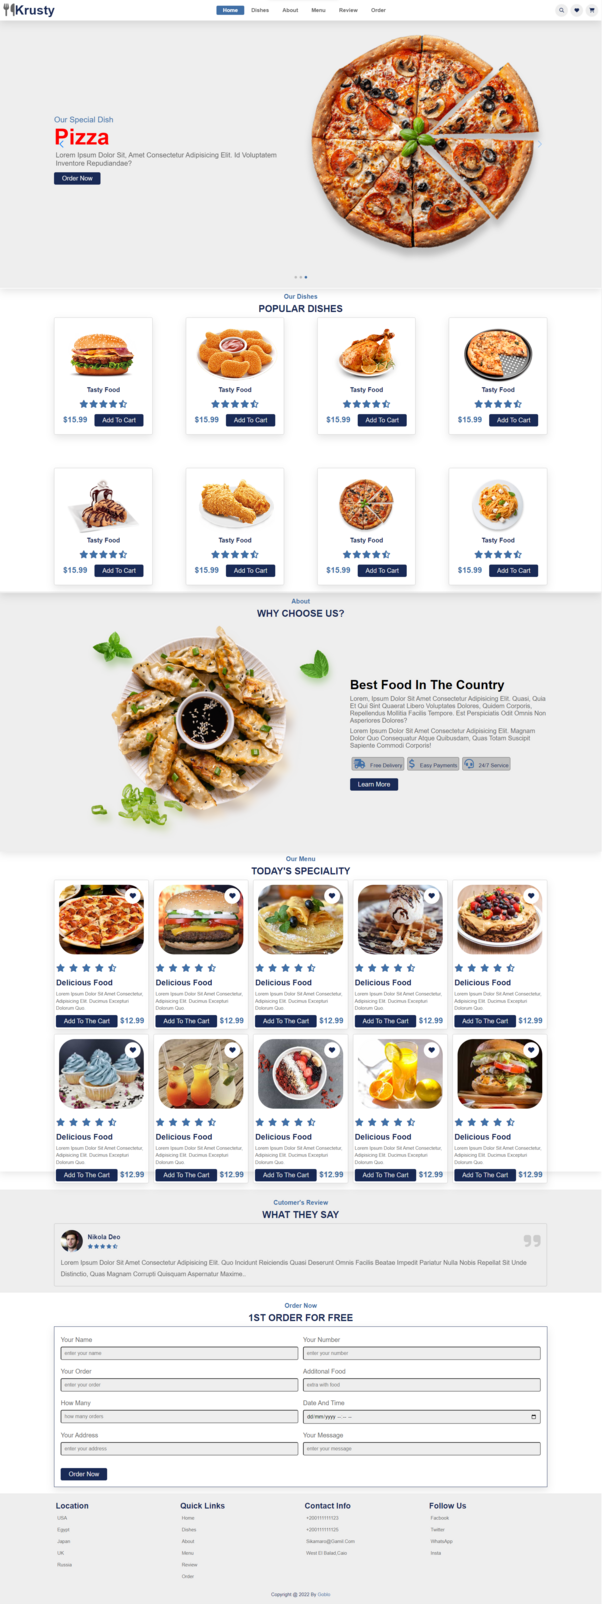 Krusty
Home Dishes About Menu Review Order
Our Special Dish
Pizza
Lorem Ipsum Dolor Sit, Amet Consectetur Adipisicing Elit. Id Voluptatem
Inventore Repudiandae?
Order Now
Our Dishes
POPULAR DISHES
Tasty Food Tasty Food Tasty Food Tasty Food
$15.99 Add To Cart $15.99 Add To Cart $15.99 Add To Cart $15.99 Add To Cart
Tasty Food Tasty Food Tasty Food Tasty Food
$15.99 Add To Cart $15.99 Add To Cart $15.99 Add To Cart $15.99 Add To Cart
About
WHY CHOOSE US?
Best Food In The Country
Lorem, Ipsum Dolor Sit Amet Consectetur Adipisicing Elit. Quasi, Quia
Et Qui Sint Quaerat Libero Voluptates Dolores, Quidem Corporis,
Repellendus Mollitia Facilis Tempore. Est Perspiciatis Odit Omnis Non
Asperiores Dolores?
Lorem Ipsum Dolor Sit Amet Consectetur Adipisicing Elit. Magnam
Dolor Quo Consequatur Atque Quibusdam, Quas Totam Suscipit
Sapiente Commodi Corporis!
Free Delivery Easy Payments 24/7 Service
Learn More
Our Menu
TODAY'S SPECIALITY
Delicious Food Delicious Food Delicious Food Delicious Food Delicious Food
Lorem Ipsum Dolor Sit Amet Consectetur, Lorem Ipsum Dolor Sit Amet Consectetur, Lorem Ipsum Dolor Sit Amet Consectetur, Lorem Ipsum Dolor Sit Amet Consectetur, Lorem Ipsum Dolor Sit Amet Consectetur,
Adipisicing Elit. Ducimus Excepturi Adipisicing Elit. Ducimus Excepturi Adipisicing Elit. Ducimus Excepturi Adipisicing Elit. Ducimus Excepturi Adipisicing Elit. Ducimus Excepturi
Dolorum Quo. Dolorum Quo. Dolorum Quo. Dolorum Quo. Dolorum Quo.
Add To The Cart $12.99 Add To The Cart $12.99 Add To The Cart $12.99 Add To The Cart $12.99 Add To The Cart $12.99
Delicious Food Delicious Food Delicious Food Delicious Food Delicious Food
Lorem Ipsum Dolor Sit Amet Consectetur, Lorem Ipsum Dolor Sit Amet Consectetur, Lorem Ipsum Dolor Sit Amet Consectetur, Lorem Ipsum Dolor Sit Amet Consectetur, Lorem Ipsum Dolor Sit Amet Consectetur,
Adipisicing Elit. Ducimus Excepturi Adipisicing Elit. Ducimus Excepturi Adipisicing Elit. Ducimus Excepturi Adipisicing Elit. Ducimus Excepturi Adipisicing Elit. Ducimus Excepturi
Dolorum Quo. Dolorum Quo. Dolorum Quo. Dolorum Quo. Dolorum Quo.
Add To The Cart $12.99 Add To The Cart $12.99 Add To The Cart $12.99 Add To The Cart $12.99 Add To The Cart $12.99
Cutomer's Review
WHAT THEY SAY
Nikola Deo
Lorem Ipsum Dolor Sit Amet Consectetur Adipisicing Elit. Quo Incidunt Reiciendis Quasi Deserunt Omnis Facilis Beatae Impedit Pariatur Nulla Nobis Repellat Sit Unde
Distinctio, Quas Magnam Corrupti Quisquam Aspernatur Maxime..
Order Now
1ST ORDER FOR FREE
Your Name Your Number
enter your name enter your number
Your Order Additonal Food
enter your order extra with food
How Many Date And Time
how many orders dd/mm/yyyy --:-- --
Your Address Your Message
enter your address enter your message
Order Now
Location Quick Links Contact Info Follow Us
USA Home +200111111122 Facbook
Egypt Dishes +200111111125 Twitter
Japan About WhatsApp
UK Menu West El Balad,Cao Insta
Russia
Order
Copyright @ 2022 By